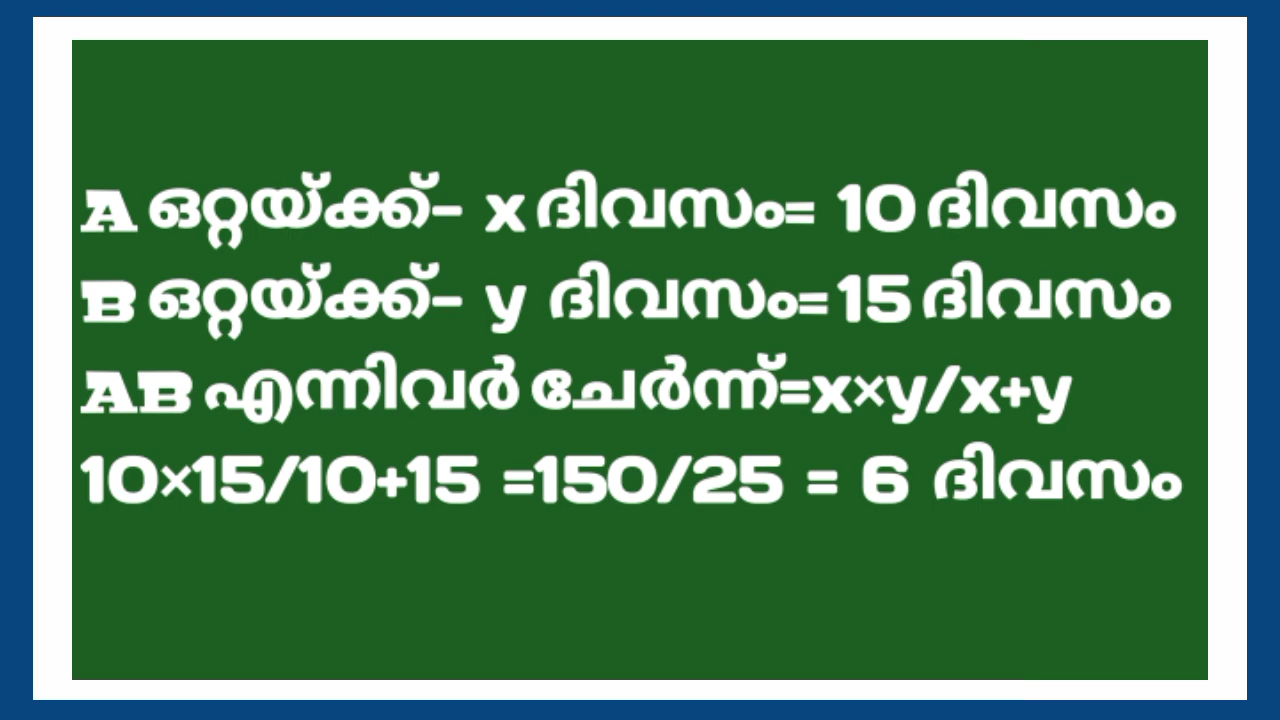 A ഒറ്റയ്ക്ക്- x ദിവസം= 10 ദിവസം
B ഒറ്റയ്ക്ക്- y ദിവസം=15 ദിവസം
AB എന്നിവർ ചേർന്ന്=x×y/x+y
10×15/10+15 =150/25 = 6 ദിവസം